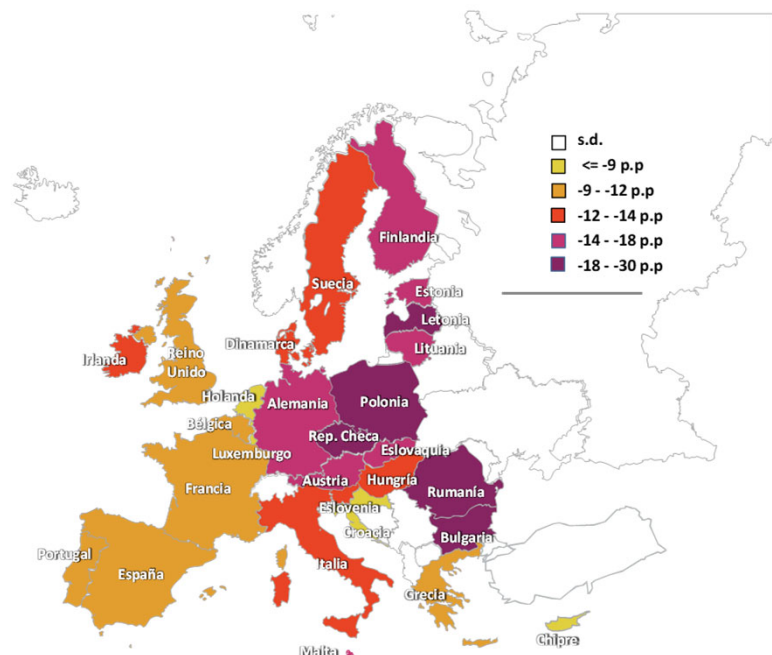 s.d.
<= -9 p.p
-9 - -12 p.p
-12 - -14 p.p
-14 - -18 p.p
-18 - -30 p.p
Finlandia
Suecia
Estonia
Letonia
Lituania
Dinamarca
Irlanda
Reino
Unido
Holanda
Alemania
Polonia
Bélgica
Rep. Checa
Luxemburgo
Eslovaquia
Austria
Hungría
Francia
Rumanía
Eslovenia
Croacia
Bulgaria
Portugal
España
Italia
Grecia
Chipre
Malta